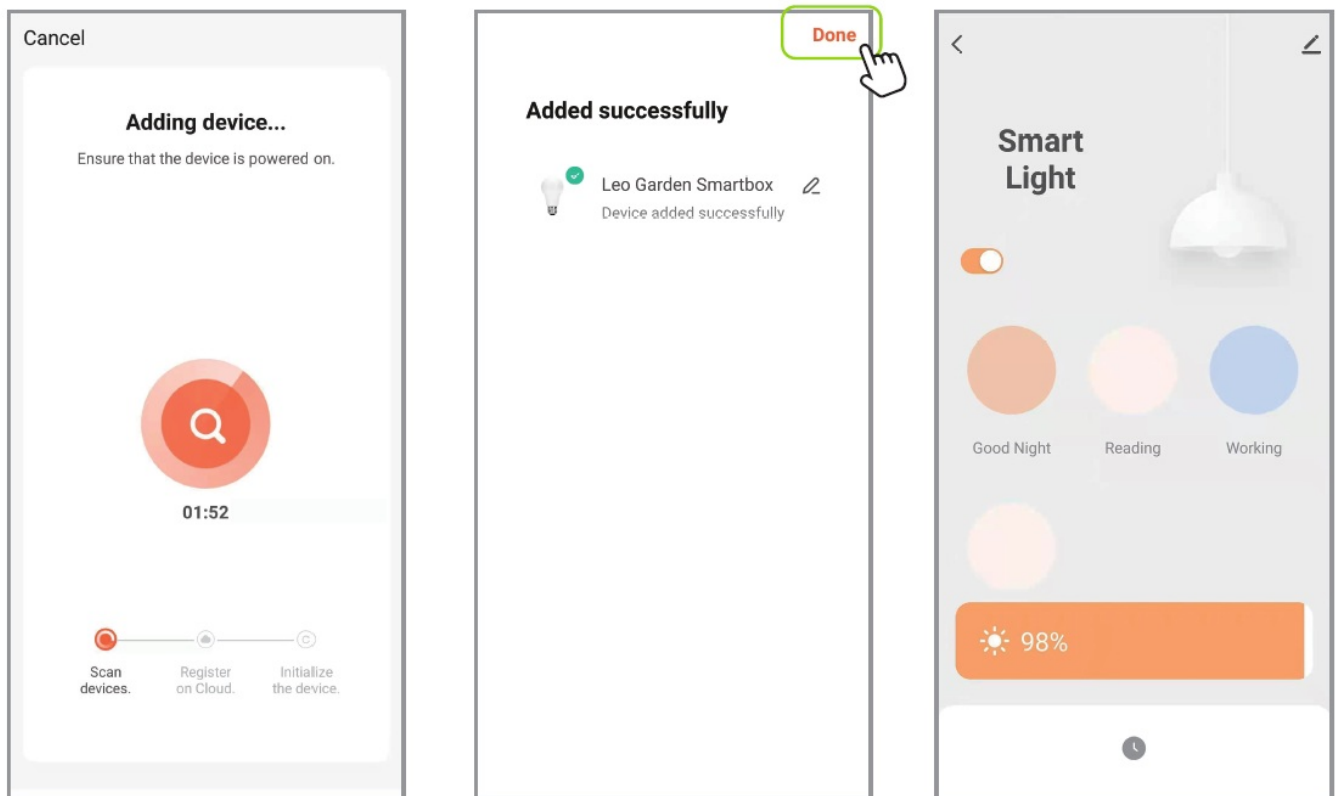 Cancel
Adding device...
Ensure that the device is powered on.
01:52
Scan
devices.
Register
on Cloud.
Initialize
the device.
Done
Added successfully
Leo Garden Smartbox
Device added successfully
Smart
Light
Good Night
Reading
Working
98%